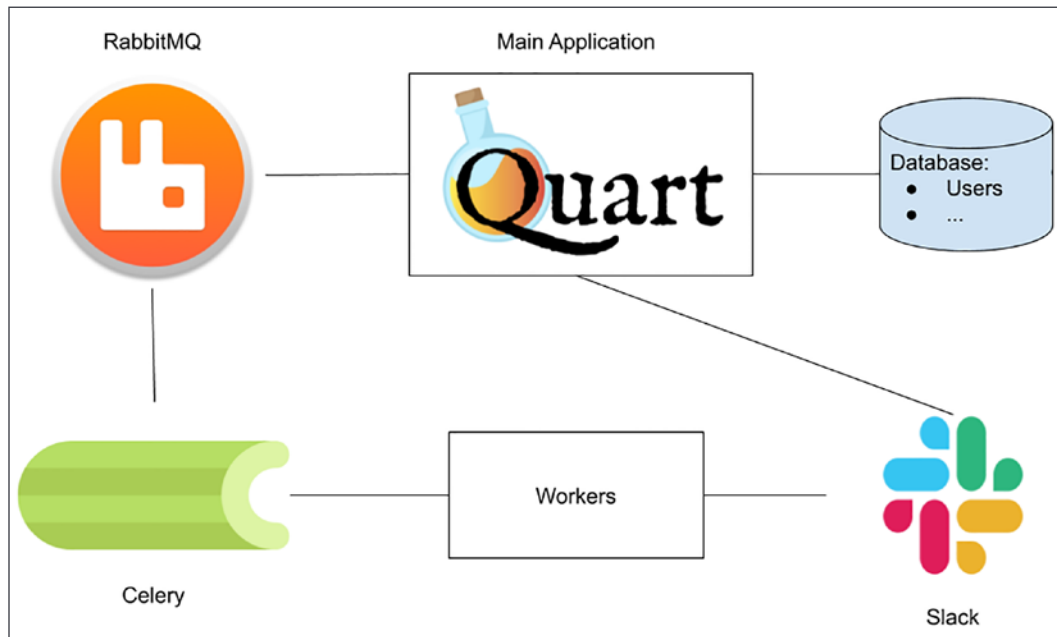 RabbitMQ
Main Application
Quart
Database:
● Users
● ...
Workers
Celery
Slack